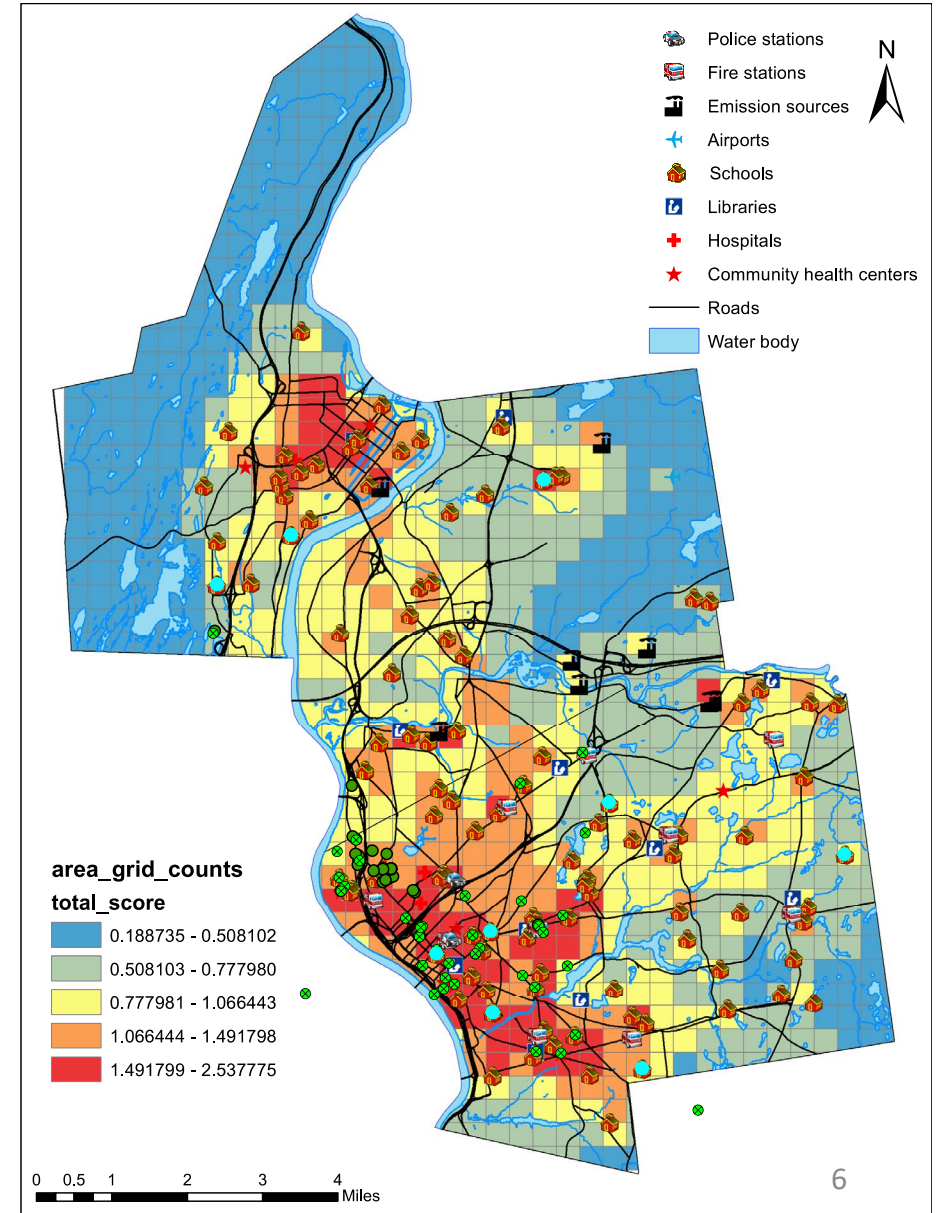 Police stations
N
Fire stations
Emission sources
Airports
Schools
Libraries
Hospitals
Community health centers
Roads
Water body
area_grid_counts
total_score
0.188735 - 0.508102
0.508103 - 0.777980
0.777981 - 1.066443
1.066444 - 1.491798
1.491799 - 2.537775
0 0.5 1 2 3 4
Miles
6